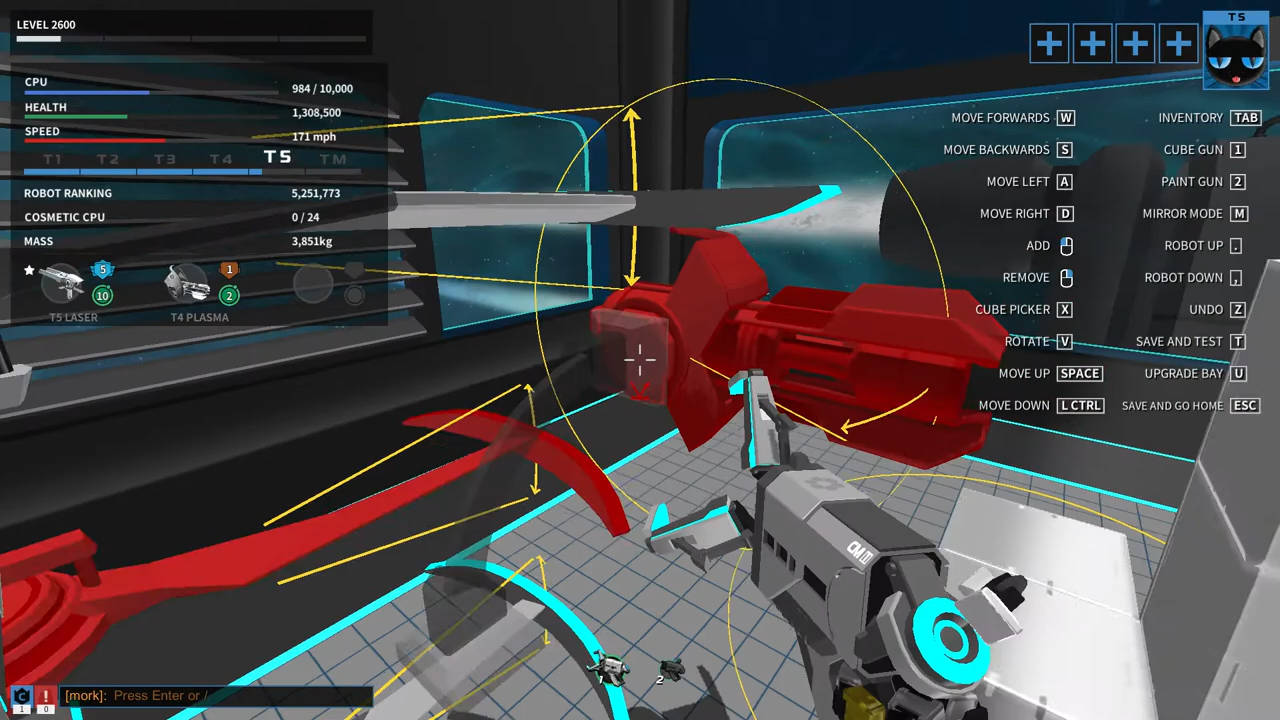 LEVEL 2600
CPU 984 / 10,000
HEALTH 1,308,500
SPEED 171 mph
T1 T2 T3 T4 T5 TM
ROBOT RANKING 5,251,773
COSMETIC CPU 0 / 24
MASS 3,851kg
5 1
10 2
T5 LASER T4 PLASMA
T5
MOVE FORWARDS W INVENTORY TAB
MOVE BACKWARDS S CUBE GUN 1
MOVE LEFT A PAINT GUN 2
MOVE RIGHT D MIRROR MODE M
ADD ROBOT UP .
REMOVE ROBOT DOWN ,
CUBE PICKER X UNDO Z
ROTATE V SAVE AND TEST T
MOVE UP SPACE UPGRADE BAY U
MOVE DOWN L CTRL SAVE AND GO HOME ESC
1 2
[mork]: Press Enter or /
1 0